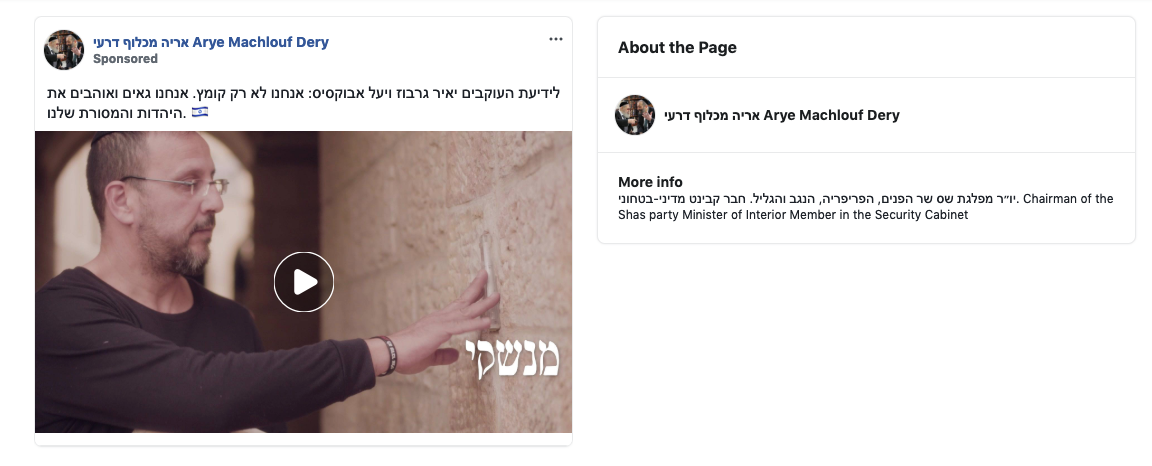 אריה מכלוף דרעי Arye Machlouf Dery
Sponsored
לידיעת העוקבים יאיר גרבוז ויעל אבוקסיס: אנחנו לא רק קומץ. אנחנו גאים ואוהבים את
היהדות והמסורת שלנו. 🇮🇱
מנשקי
About the Page
אריה מכלוף דרעי Arye Machlouf Dery
More info
יו״ר מפלגת שס שר הפנים, הפריפריה, הנגב והגליל. חבר קבינט מדיני-בטחוני. Chairman of the
Shas party Minister of Interior Member in the Security Cabinet